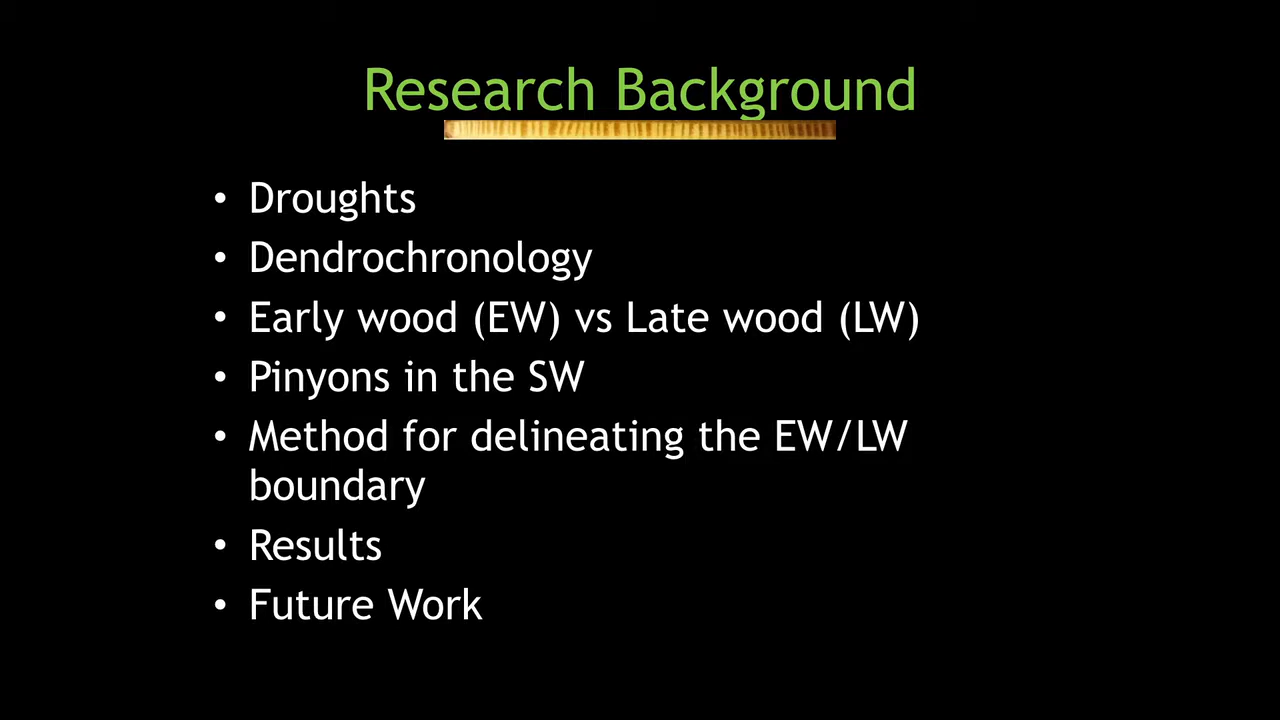 Research Background
• Droughts
• Dendrochronology
• Early wood (EW) vs Late wood (LW)
• Pinyons in the SW
• Method for delineating the EW/LW
boundary
• Results
• Future Work